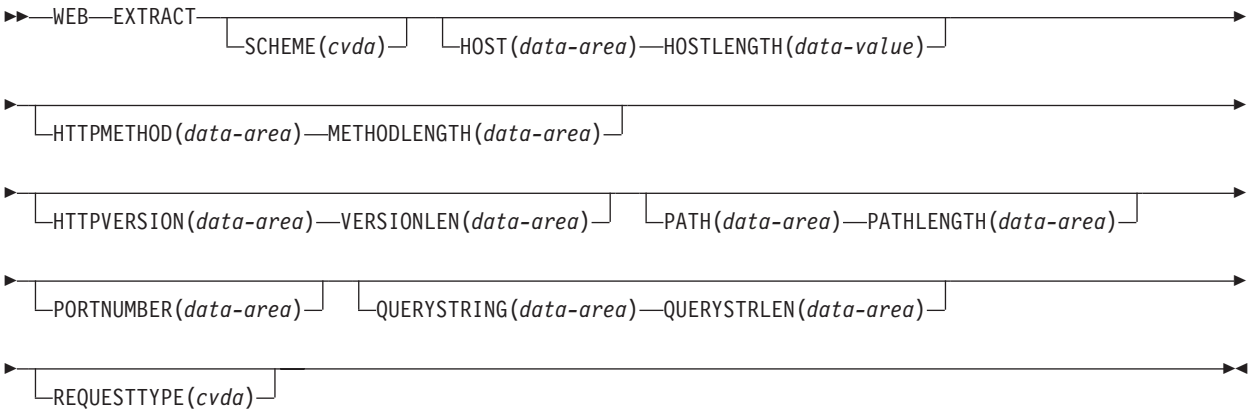 WEB EXTRACT
SCHEME(cvda) HOST(data-area) HOSTLENGTH(data-value)
HTTPMETHOD(data-area) METHODLENGTH(data-area)
HTTPVERSION(data-area) VERSIONLEN(data-area) PATH(data-area) PATHLENGTH(data-area)
PORTNUMBER(data-area) QUERYSTRING(data-area) QUERYSTRLEN(data-area)
REQUESTTYPE(cvda)